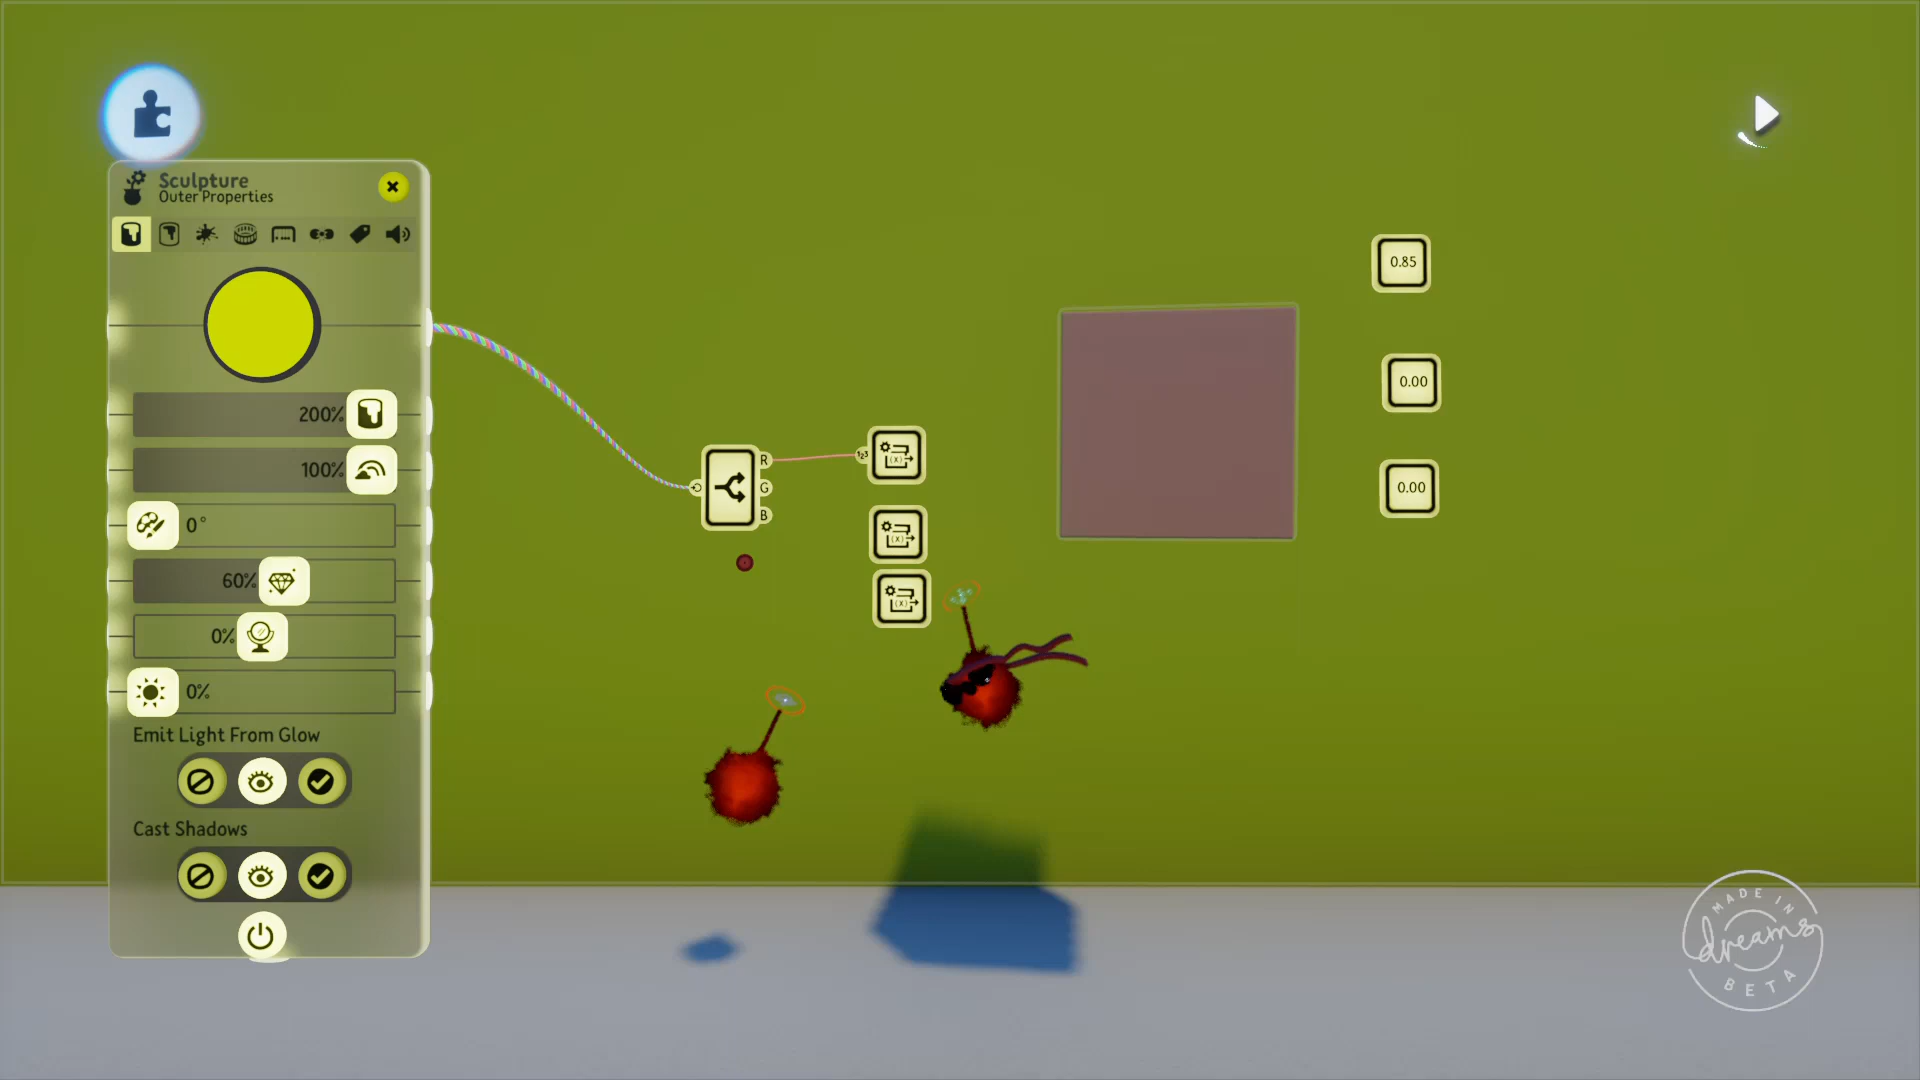 Sculpture
Outer Properties
200%
100%
0°
60%
0%
0%
Emit Light From Glow
Cast Shadows
R
G
B
123
(x)
(x)
(x)
0.85
0.00
0.00
MADE IN
dreams
BETA